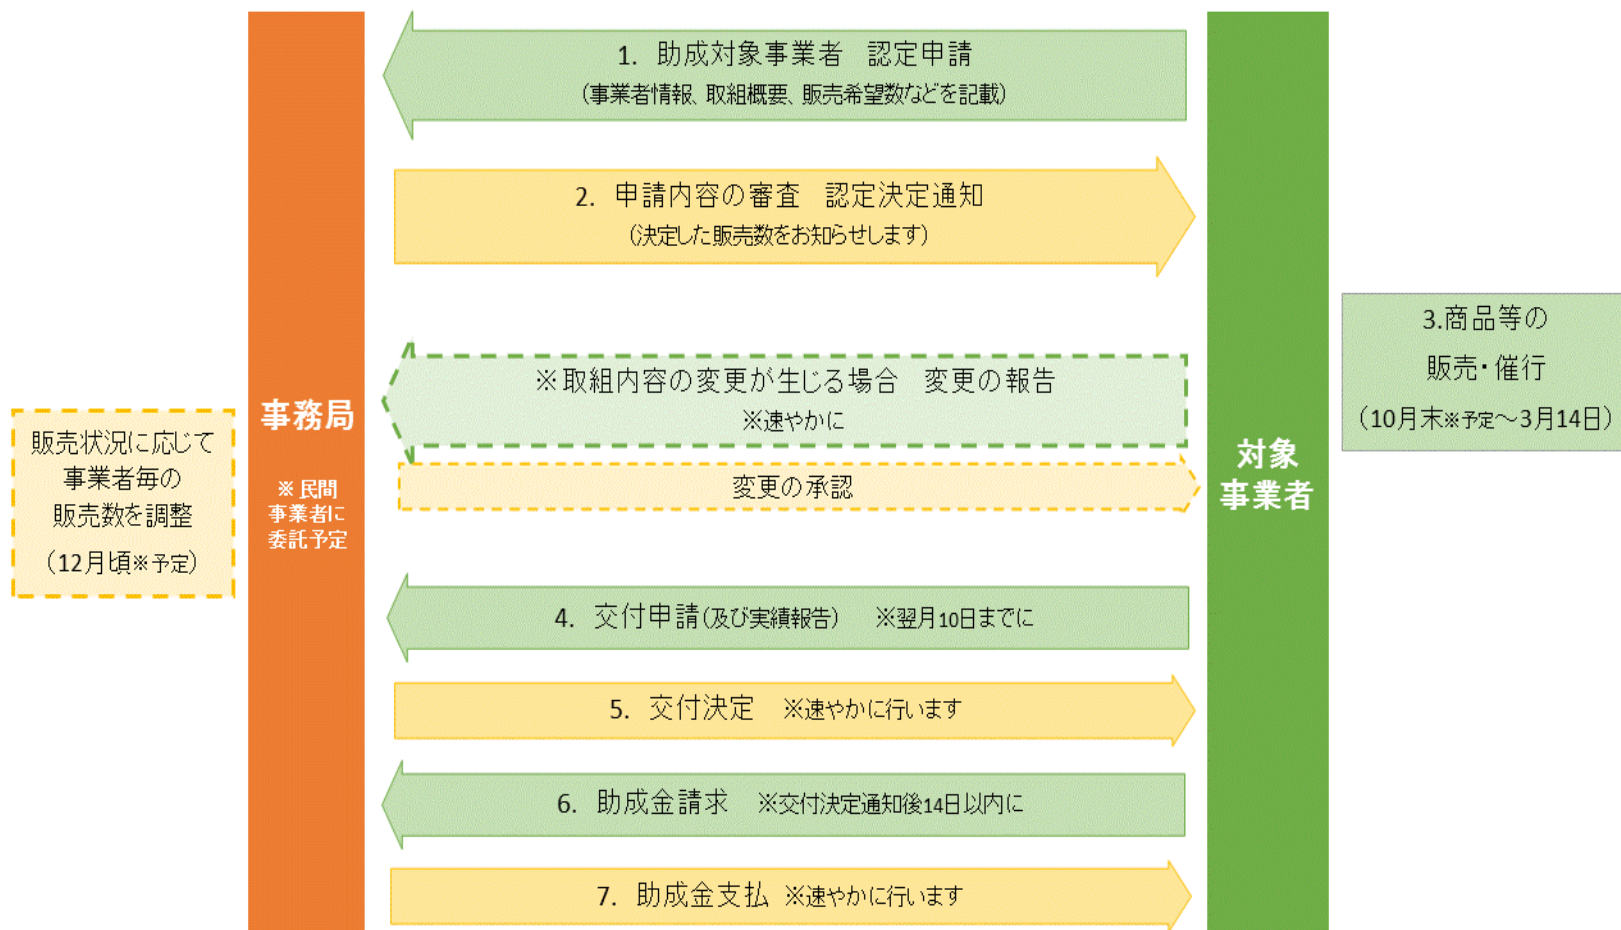 1. 助成対象事業者　認定申請
（事業者情報、取組概要、販売希望数などを記載）
2. 申請内容の審査　認定決定通知
（決定した販売数をお知らせします）
3.商品等の
販売・催行
（10月末※予定～3月14日）
※取組内容の変更が生じる場合　変更の報告
※速やかに
変更の承認
事務局
※民間
事業者に
委託予定
対象
事業者
販売状況に応じて
事業者毎の
販売数を調整
（12月頃※予定）
4. 交付申請（及び実績報告）　※翌月10日までに
5. 交付決定　※速やかに行います
6. 助成金請求　※交付決定通知後14日以内に
7. 助成金支払 ※速やかに行います